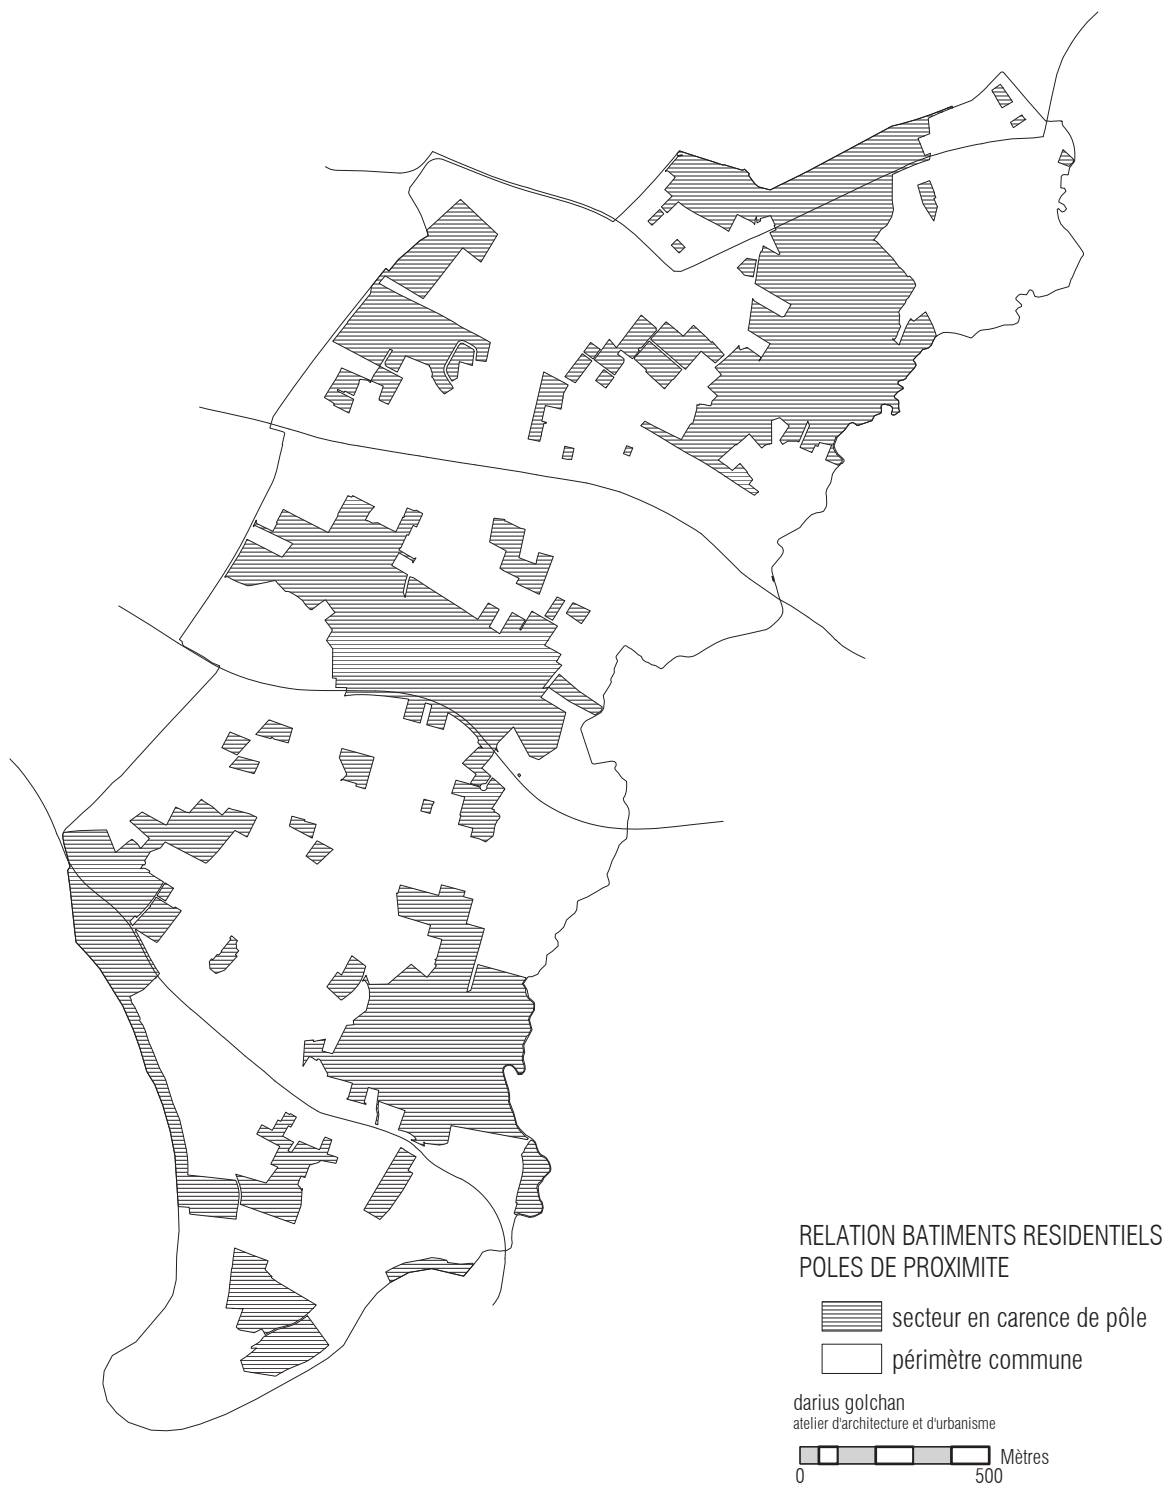 RELATION BATIMENTS RESIDENTIELS
POLES DE PROXIMITE
secteur en carence de pôle
périmètre commune
darius golchan
atelier d'architecture et d'urbanisme
Mètres
0 500